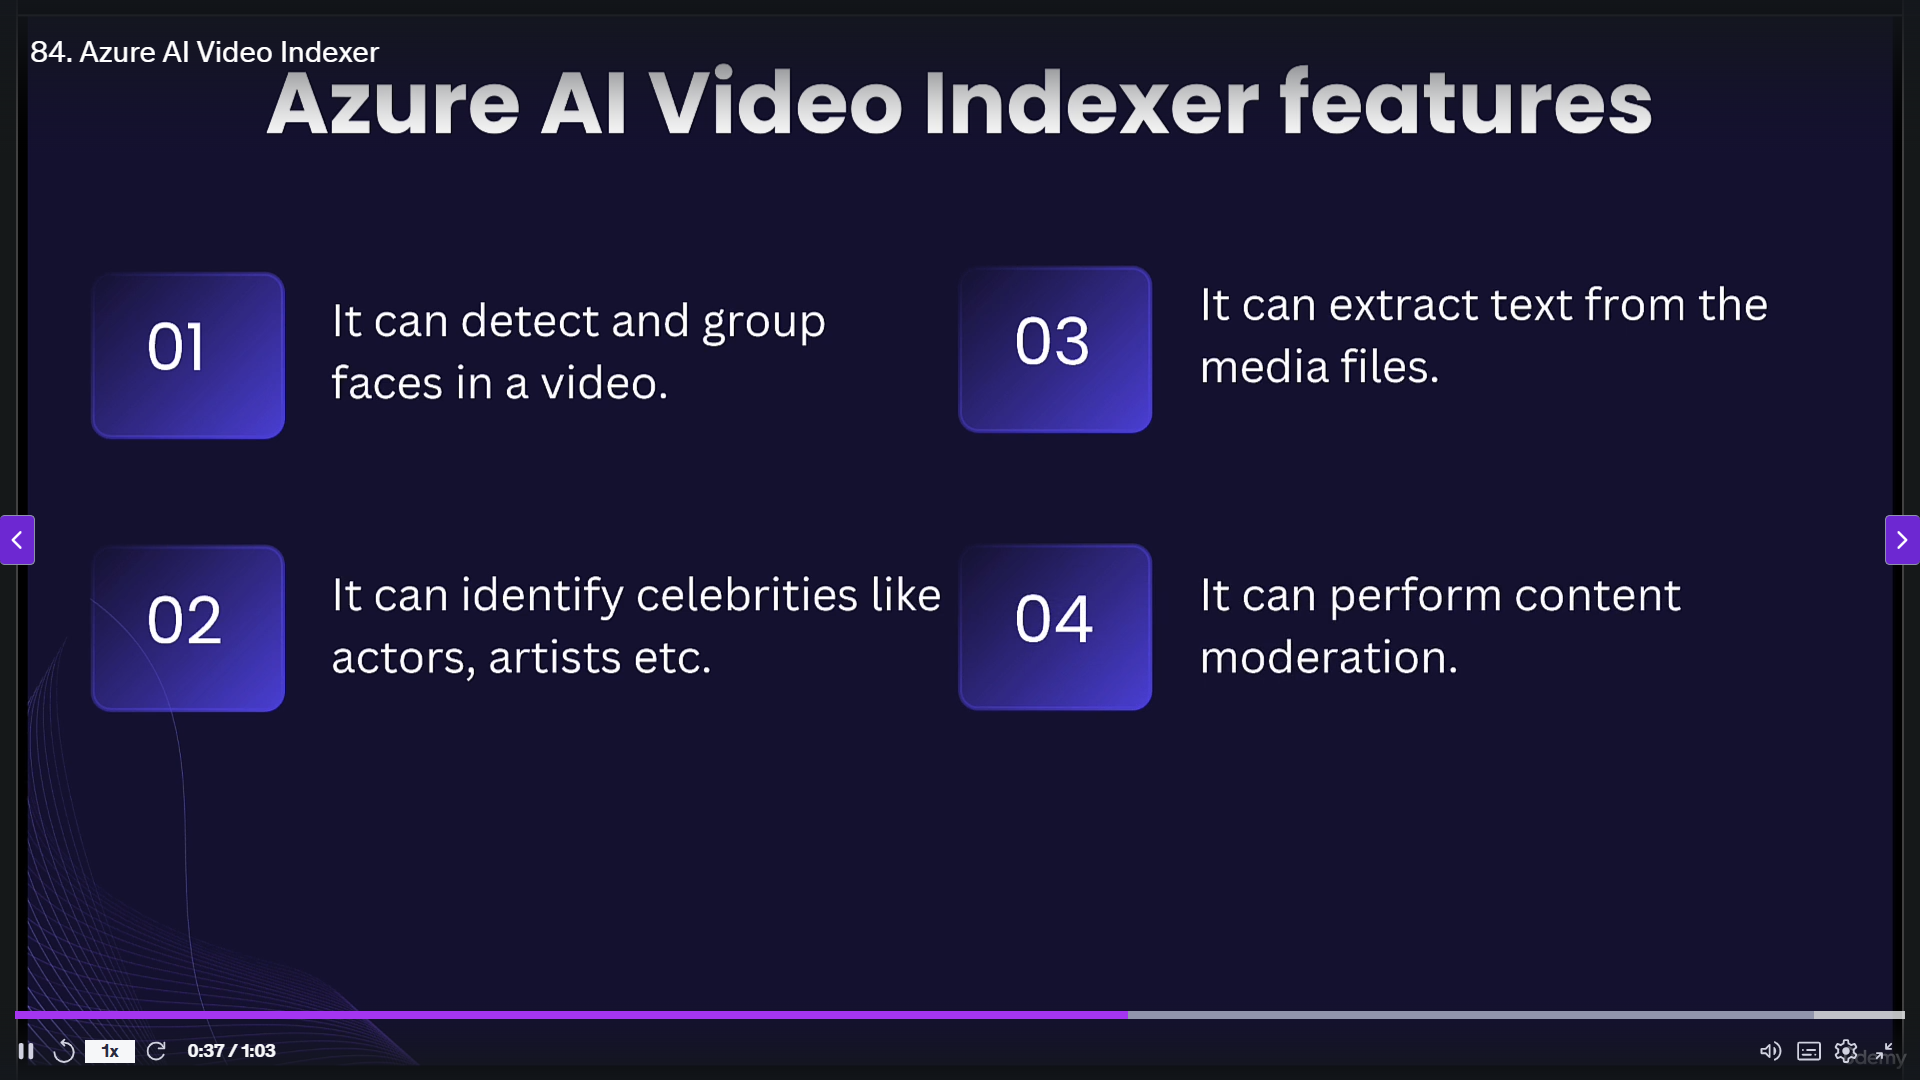 84. Azure AI Video Indexer
Azure AI Video Indexer features
01
It can detect and group
faces in a video.
02
It can identify celebrities like
actors, artists etc.
03
It can extract text from the
media files.
04
It can perform content
moderation.
1x
0:37 / 1:03
udemy